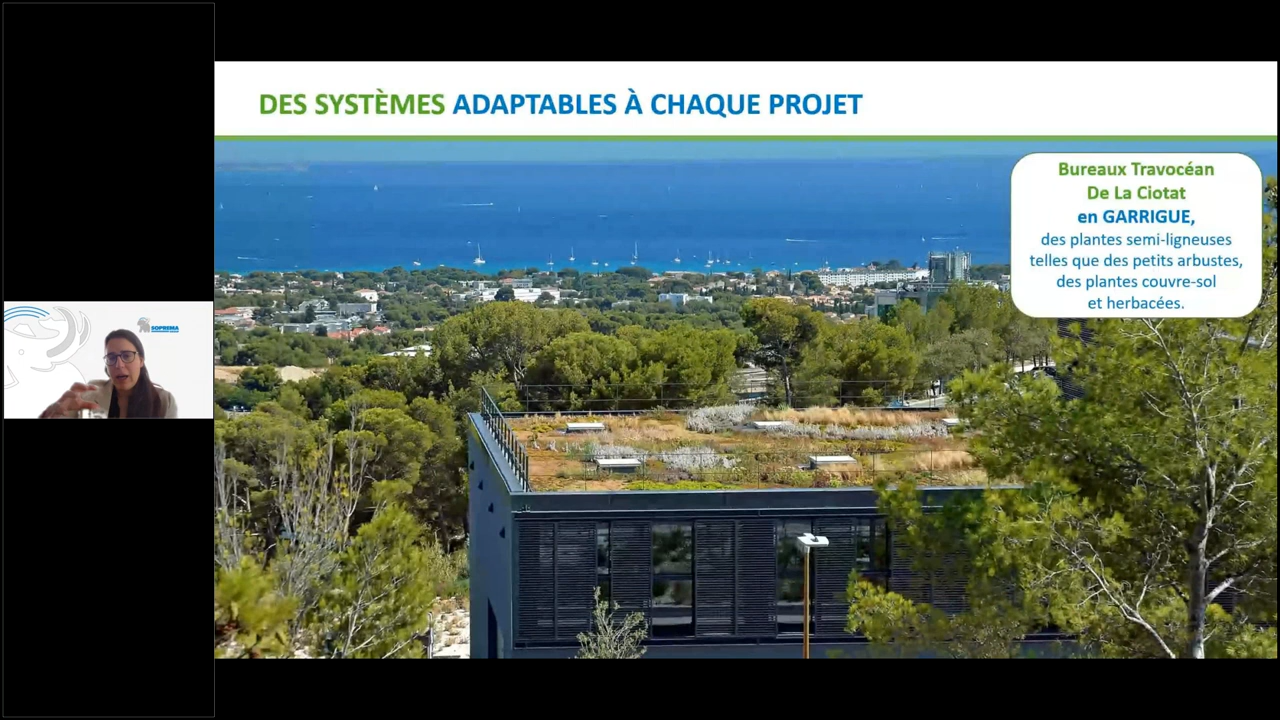 DES SYSTÈMES ADAPTABLES À CHAQUE PROJET
Bureaux Travocéan
De La Ciotat
en GARRIGUE,
des plantes semi-ligneuses
telles que des petits arbustes,
des plantes couvre-sol
et herbacées.
SOPREMA